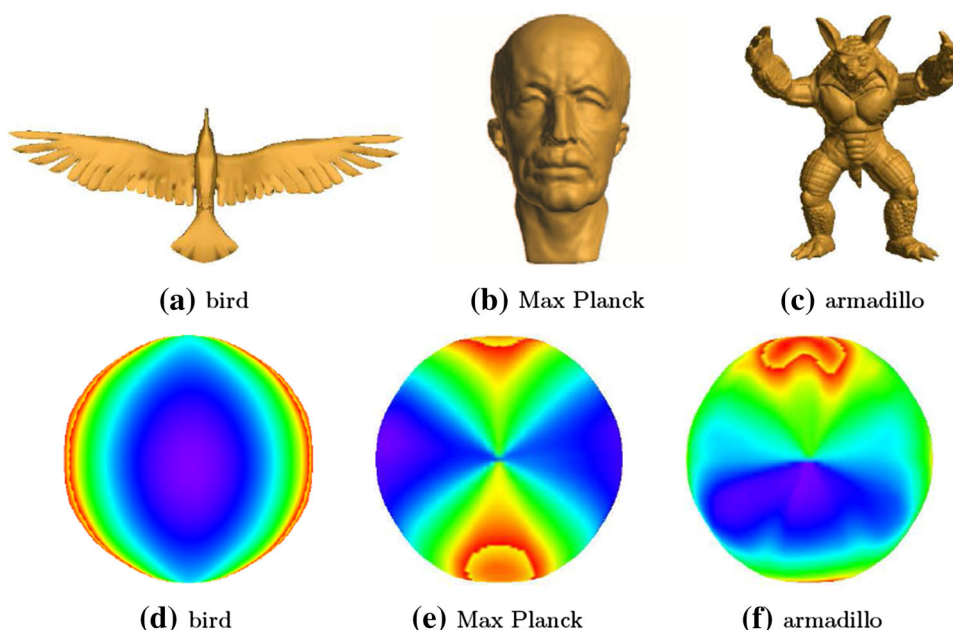 (a) bird
(b) Max Planck
(c) armadillo
(d) bird
(e) Max Planck
(f) armadillo